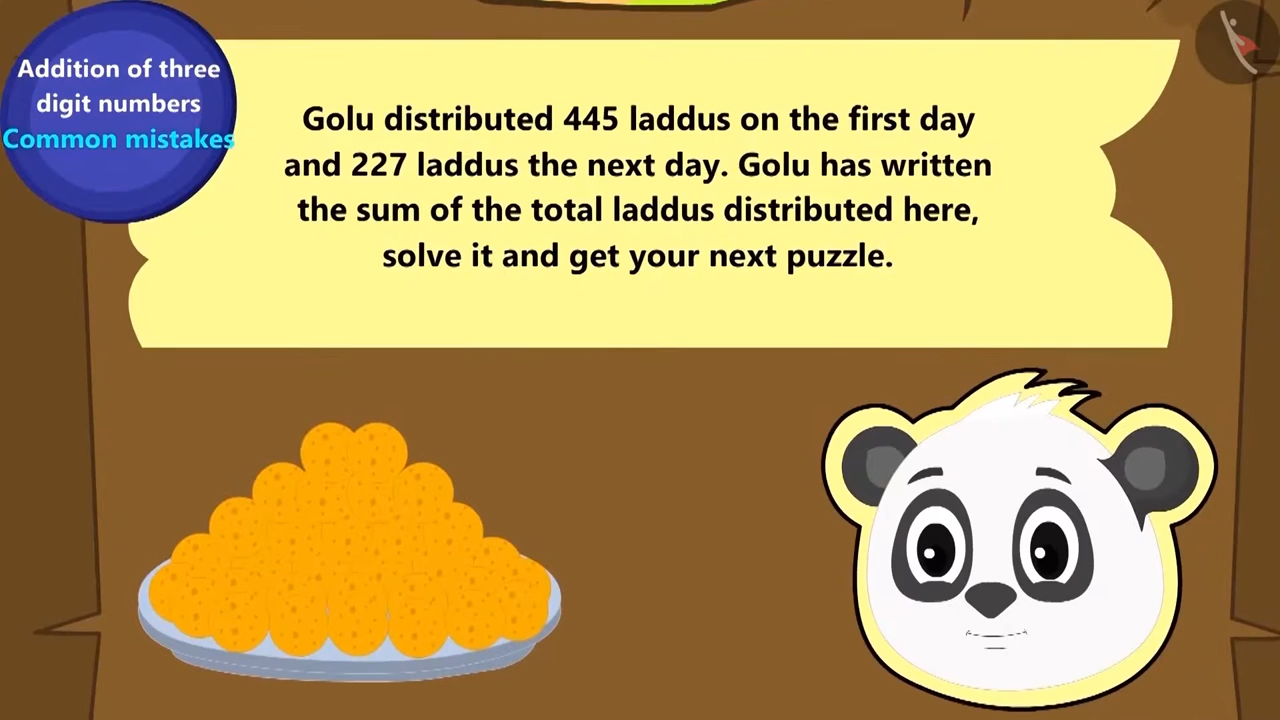 Addition of three
digit numbers
Common mistakes
Golu distributed 445 laddus on the first day
and 227 laddus the next day. Golu has written
the sum of the total laddus distributed here,
solve it and get your next puzzle.